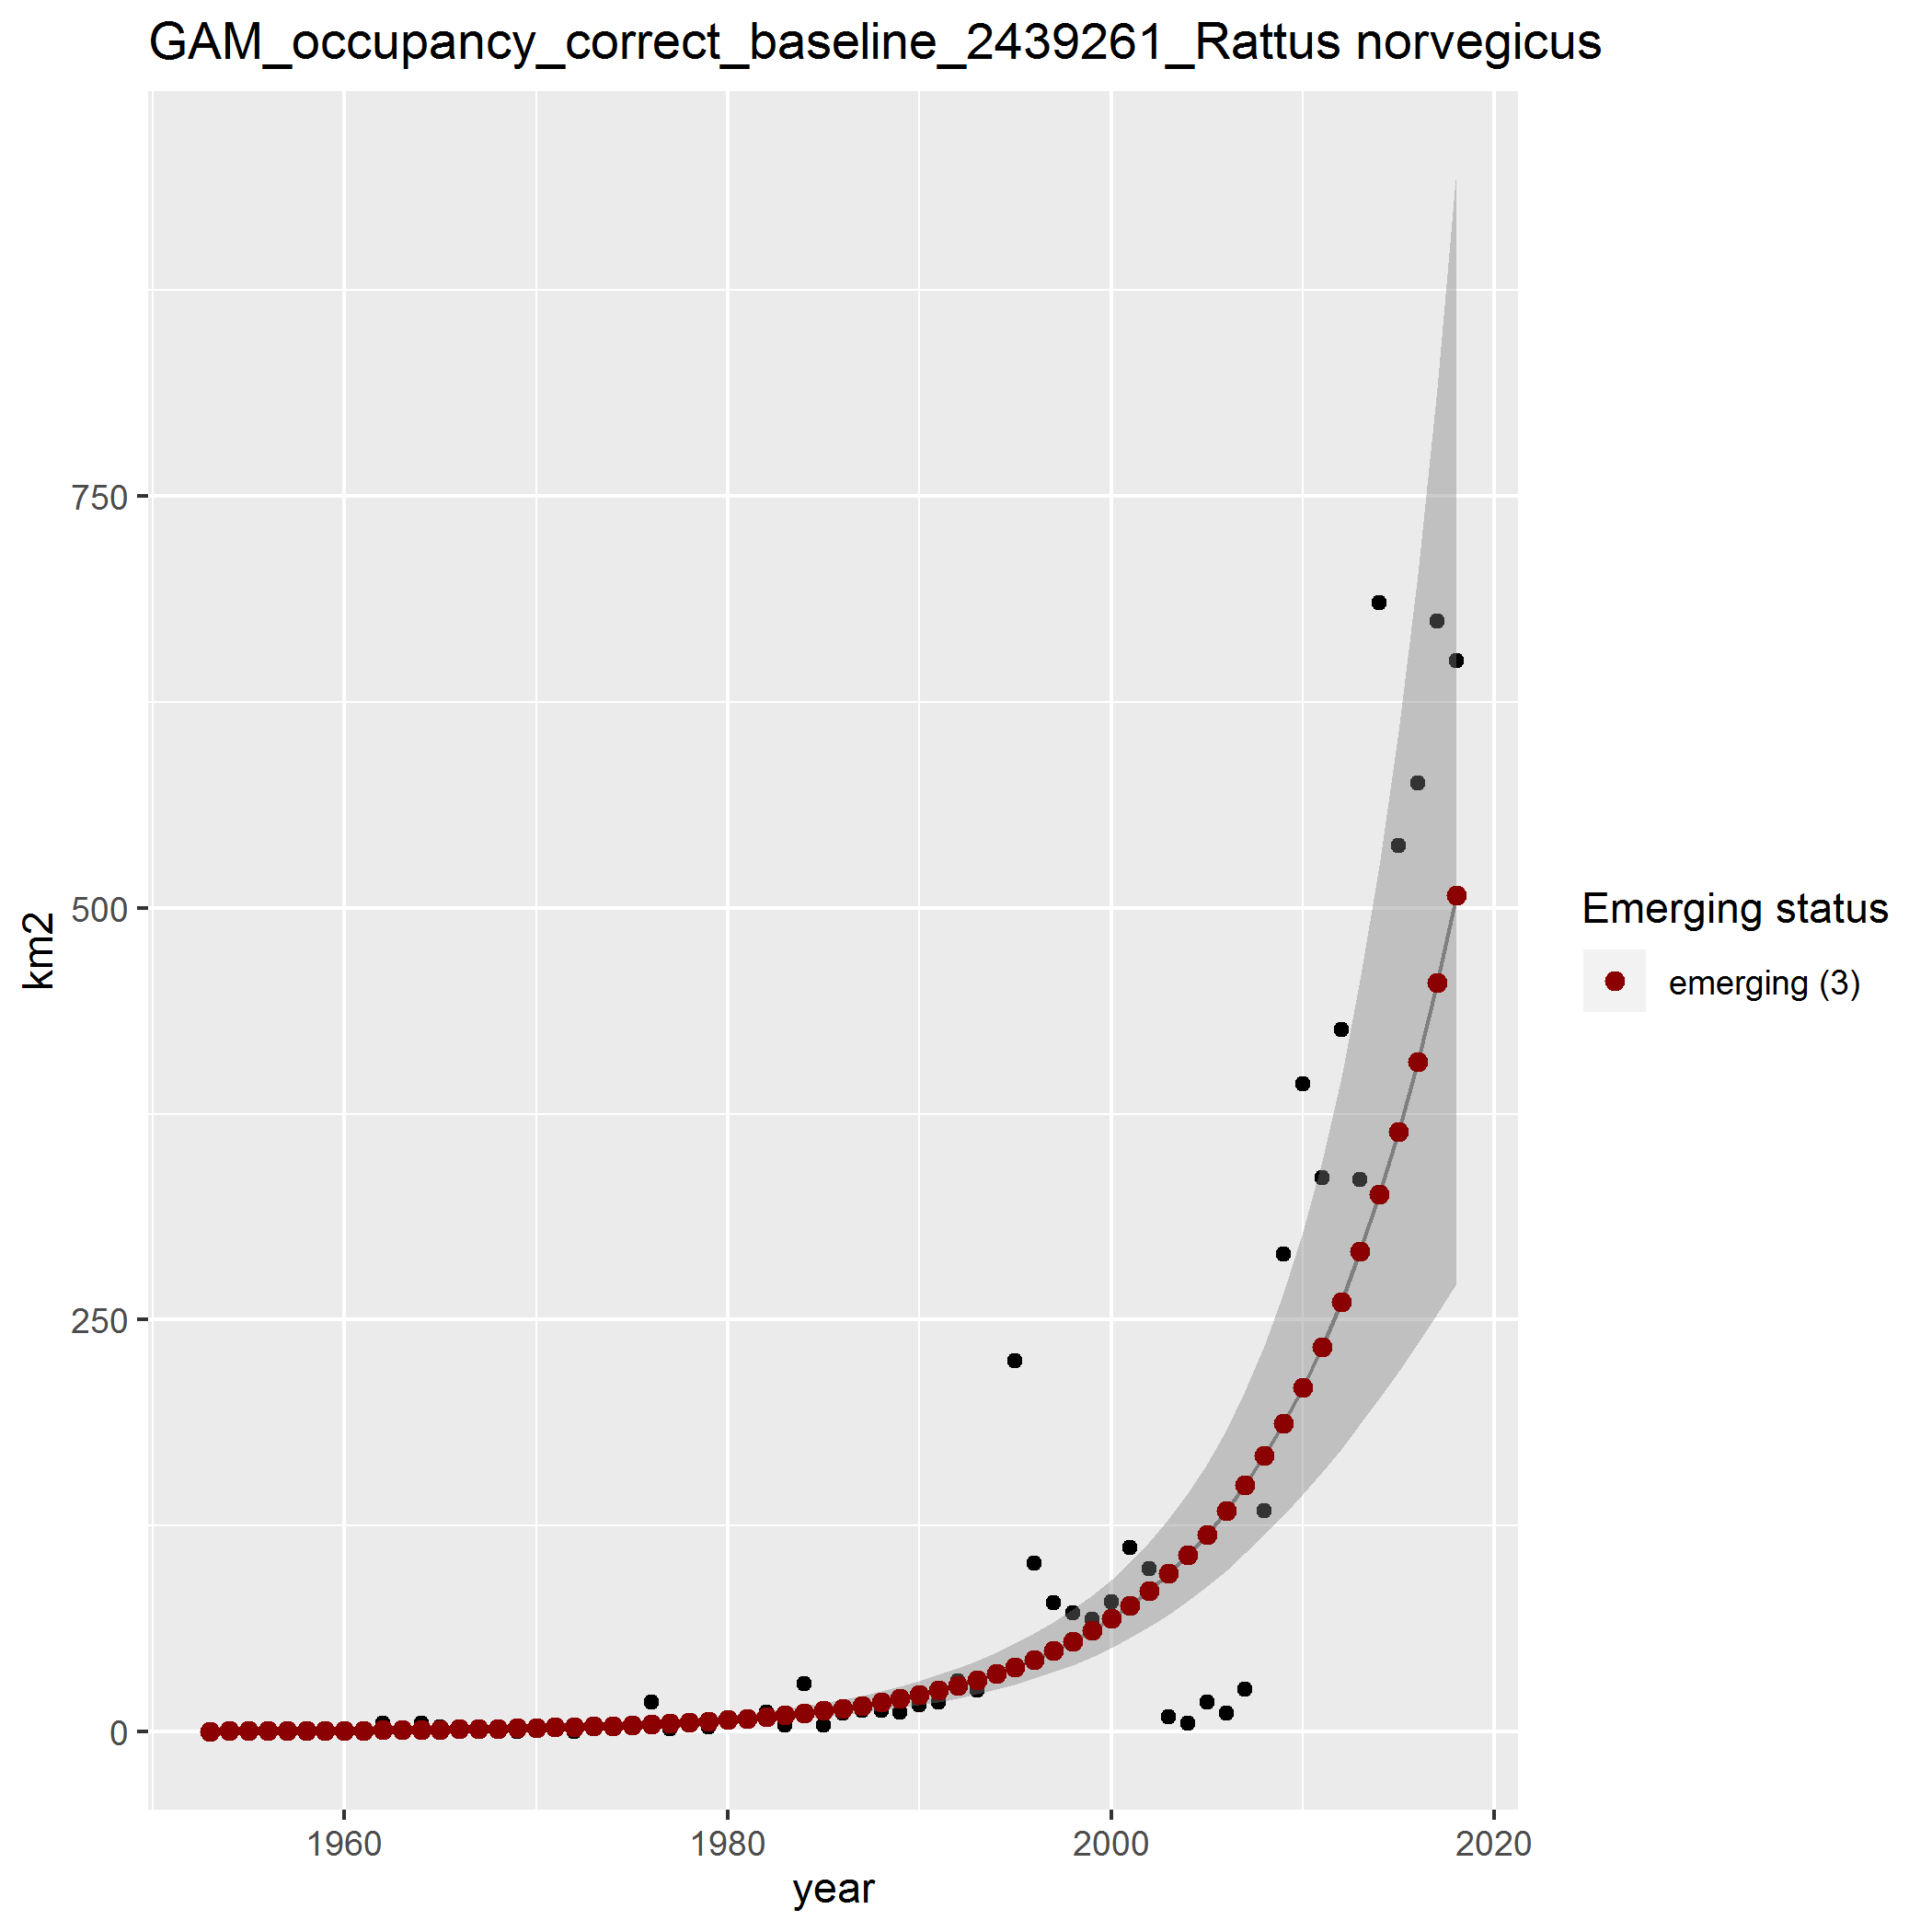 GAM_occupancy_correct_baseline_2439261_Rattus norvegicus
750
500
250
0
km2
1960
1980
2000
2020
year
Emerging status
emerging (3)